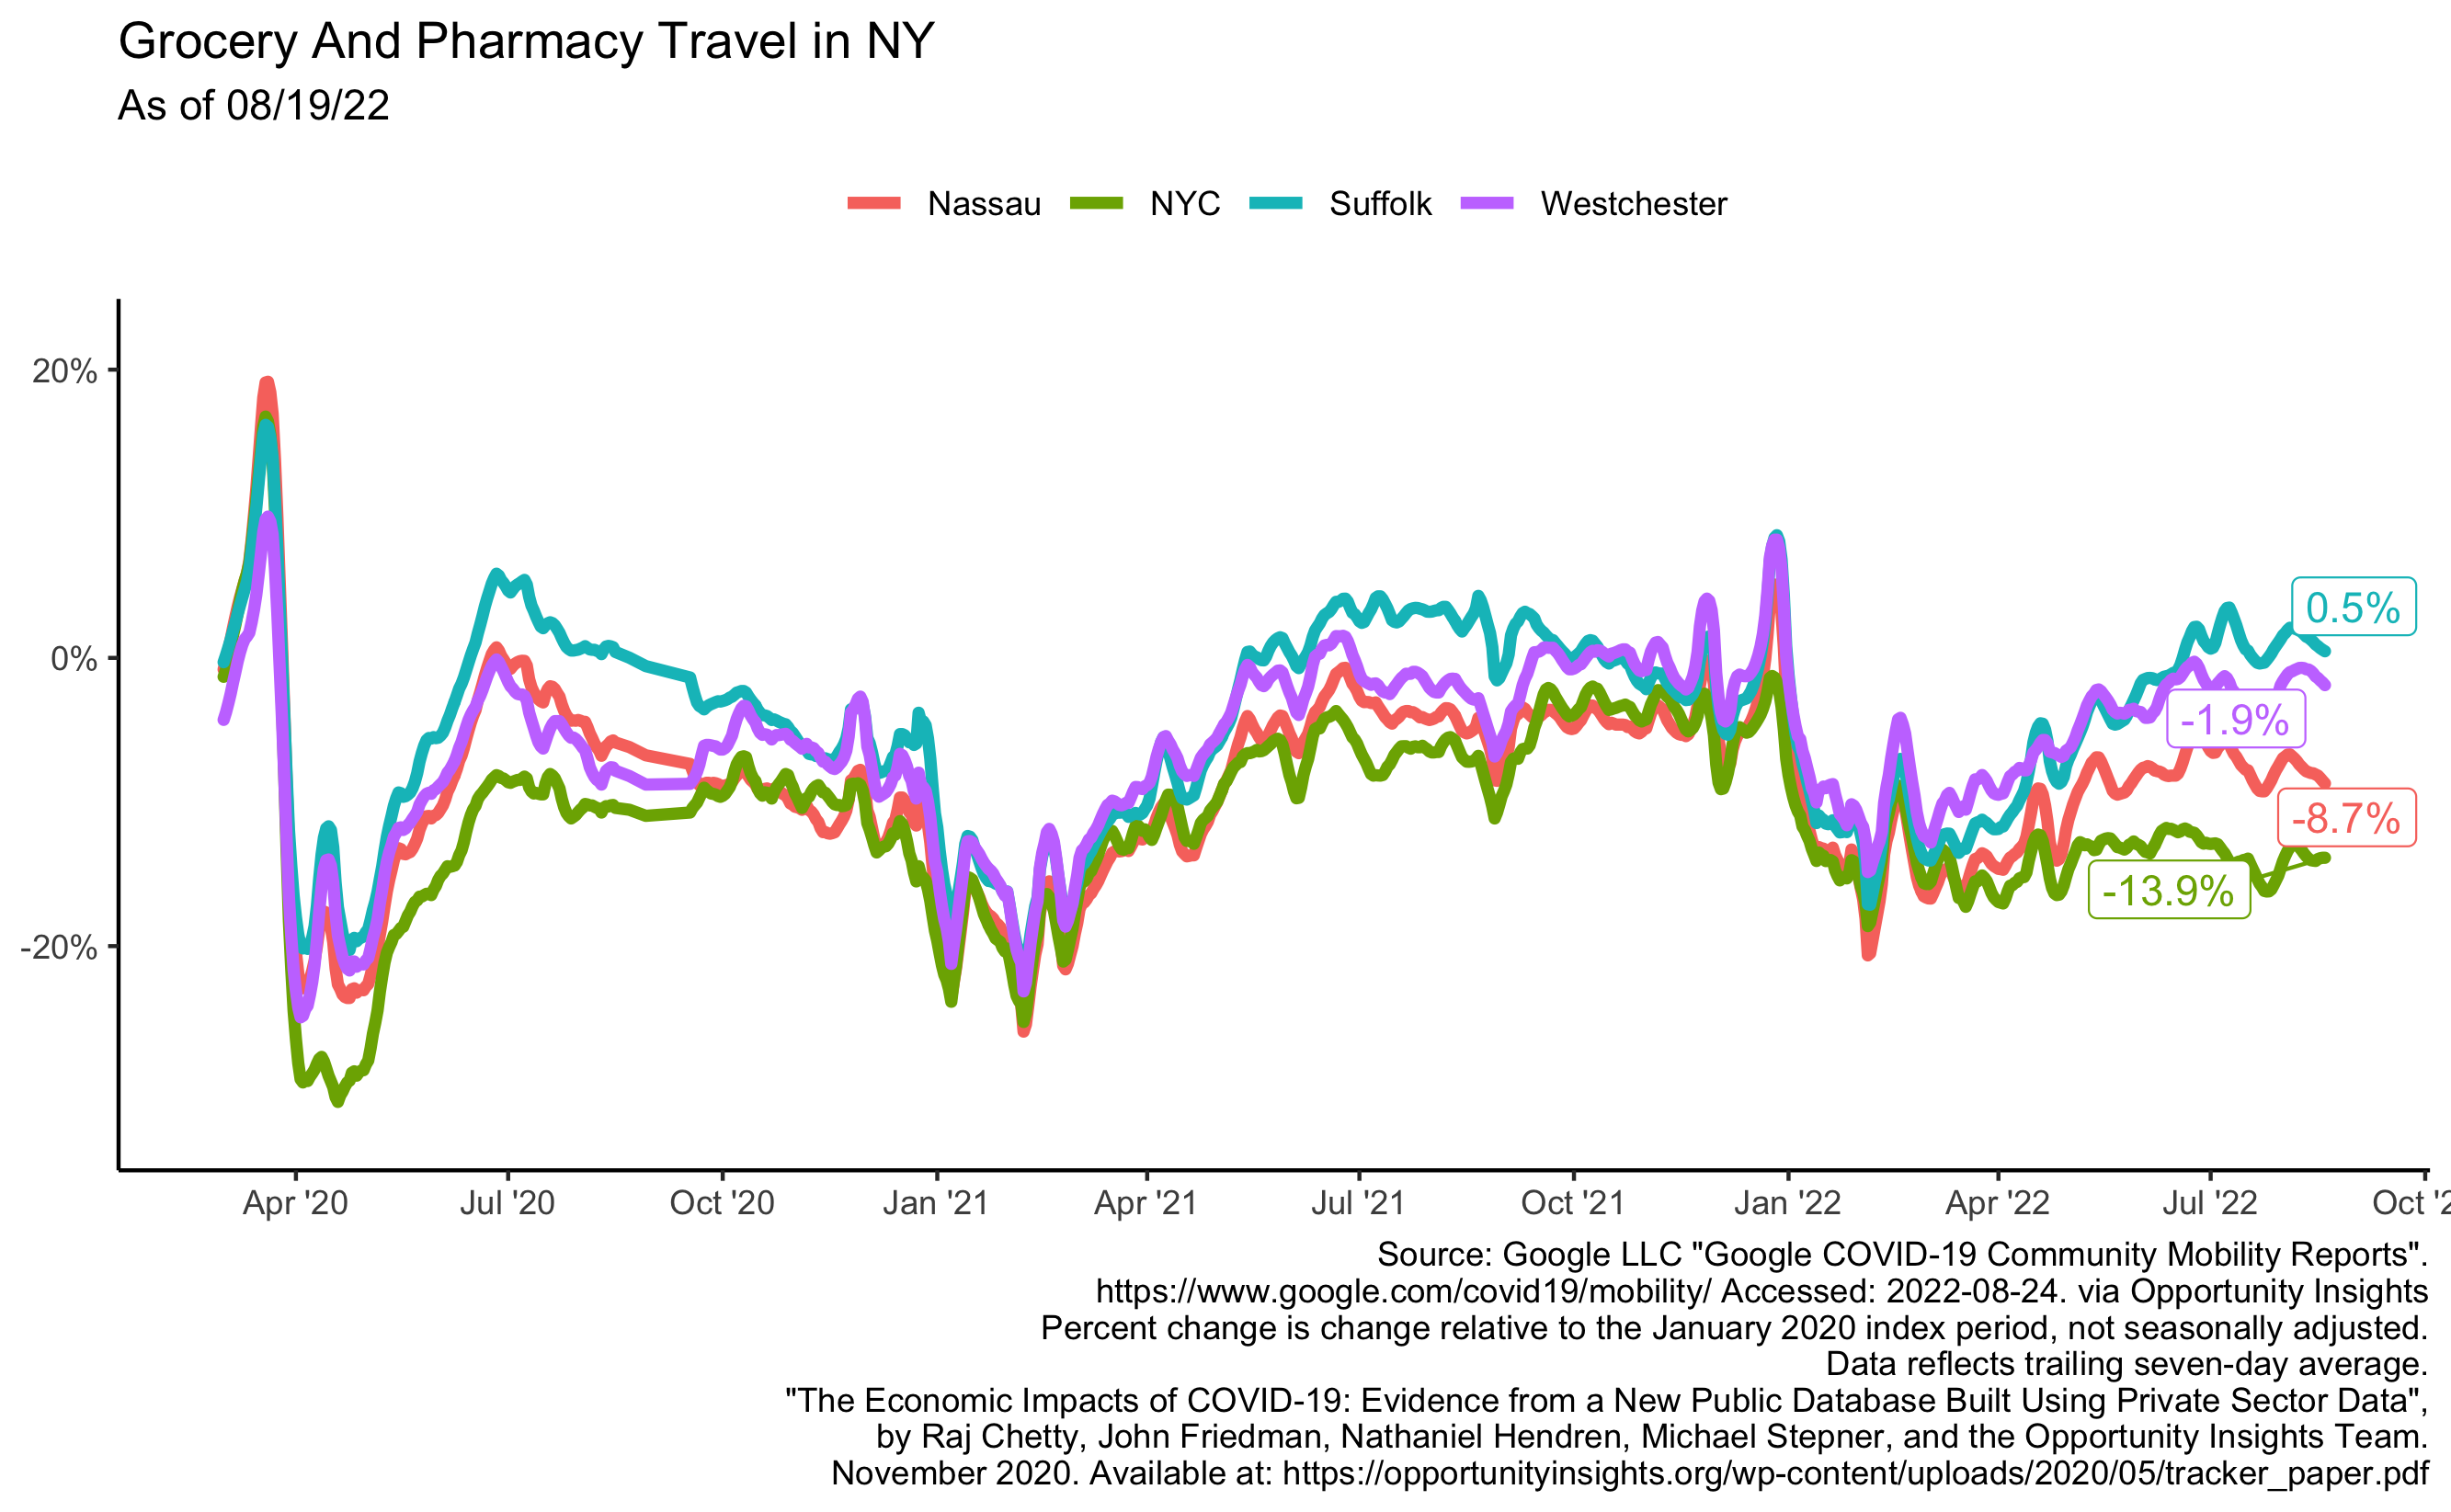 Grocery And Pharmacy Travel in NY
As of 08/19/22
Nassau NYC Suffolk Westchester
20%
0%
-20%
0.5%
-1.9%
-8.7%
-13.9%
Apr '20 Jul '20 Oct '20 Jan '21 Apr '21 Jul '21 Oct '21 Jan '22 Apr '22 Jul '22 Oct '2
Source: Google LLC "Google COVID-19 Community Mobility Reports".
https://www.google.com/covid19/mobility/ Accessed: 2022-08-24. via Opportunity Insights
Percent change is change relative to the January 2020 index period, not seasonally adjusted.
Data reflects trailing seven-day average.
"The Economic Impacts of COVID-19: Evidence from a New Public Database Built Using Private Sector Data",
by Raj Chetty, John Friedman, Nathaniel Hendren, Michael Stepner, and the Opportunity Insights Team.
November 2020. Available at: https://opportunityinsights.org/wp-content/uploads/2020/05/tracker_paper.pdf